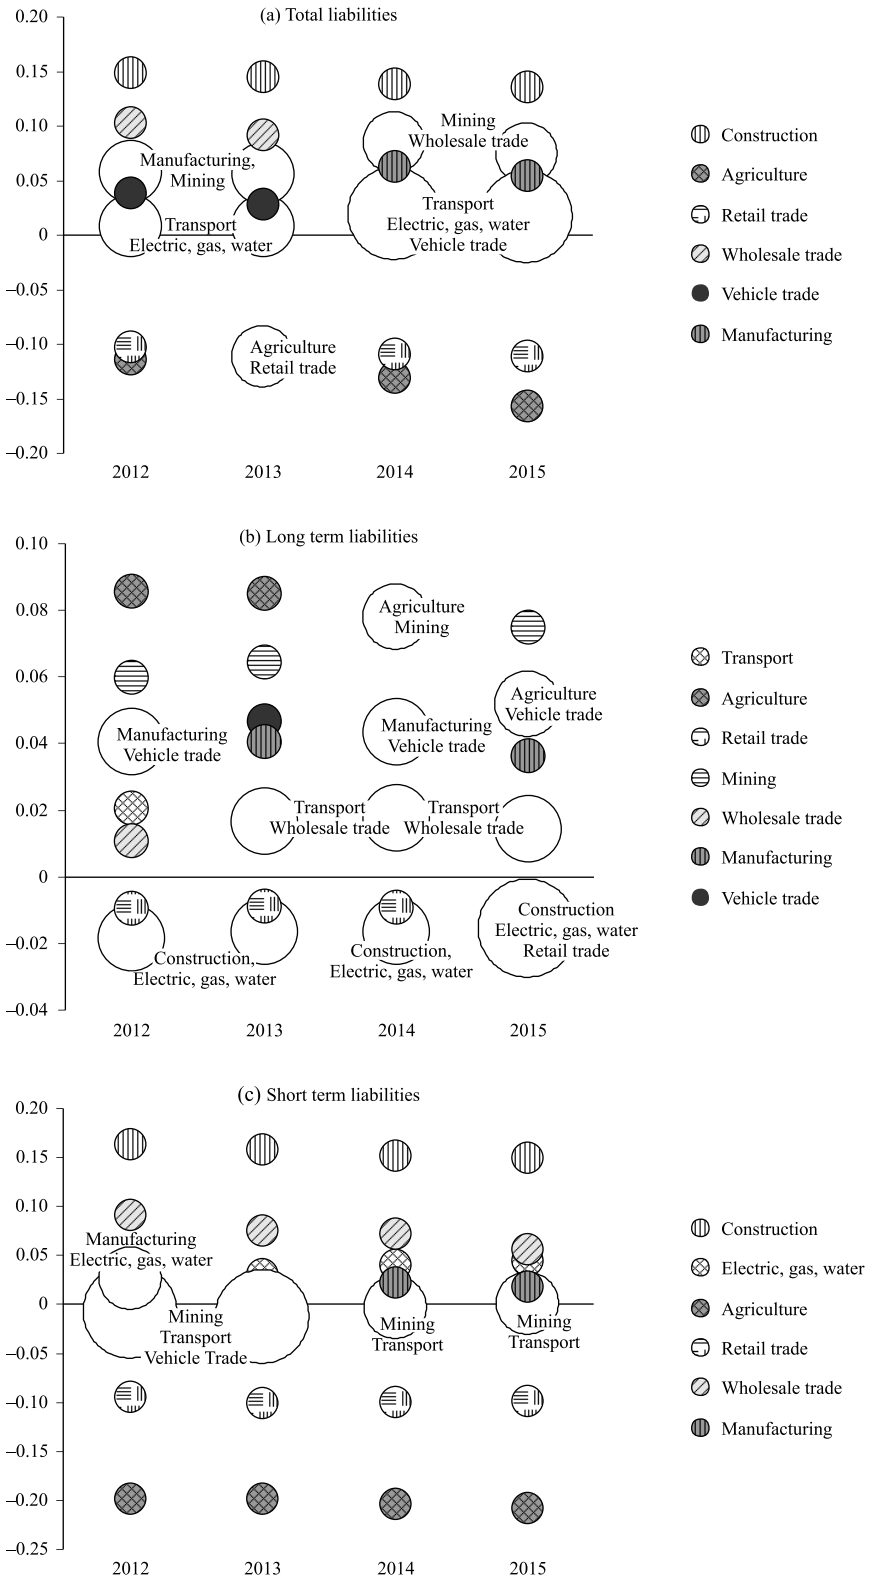 (a) Total liabilities
0.20
0.15
0.10
0.05
0
–0.05
–0.10
–0.15
–0.20
Manufacturing,
Mining
Transport
Electric, gas, water
Mining
Wholesale trade
Transport
Electric, gas, water
Vehicle trade
Agriculture
Retail trade
2012
2013
2014
2015
Construction
Agriculture
Retail trade
Wholesale trade
Vehicle trade
Manufacturing
(b) Long term liabilities
0.10
0.08
0.06
0.04
0.02
0
–0.02
–0.04
Agriculture
Mining
Manufacturing
Vehicle trade
Manufacturing
Vehicle trade
Agriculture
Vehicle trade
Transport
Wholesale trade
Transport
Wholesale trade
Construction,
Electric, gas, water
Construction,
Electric, gas, water
Construction
Electric, gas, water
Retail trade
2012
2013
2014
2015
Transport
Agriculture
Retail trade
Mining
Wholesale trade
Manufacturing
Vehicle trade
(c) Short term liabilities
0.20
0.15
0.10
0.05
0
–0.05
–0.10
–0.15
–0.20
–0.25
Manufacturing
Electric, gas, water
Mining
Transport
Vehicle Trade
Mining
Transport
Mining
Transport
2012
2013
2014
2015
Construction
Electric, gas, water
Agriculture
Retail trade
Wholesale trade
Manufacturing